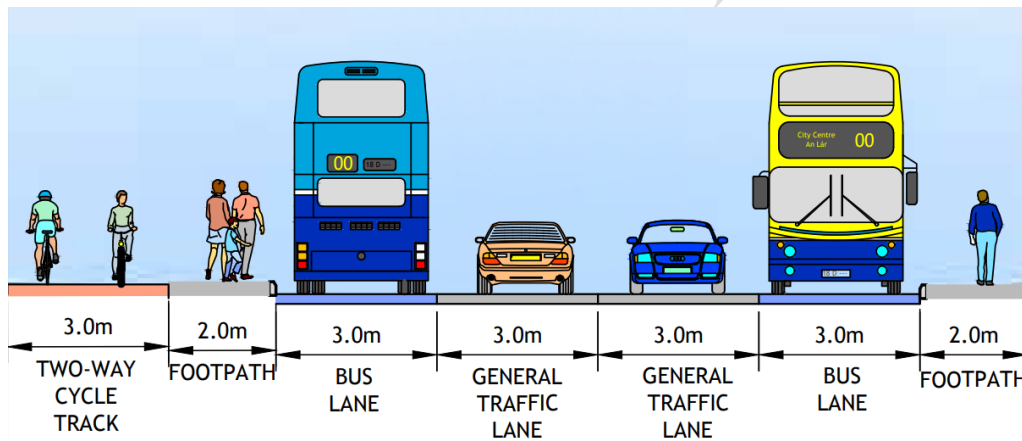 00
City Centre
An Lár
00
3.0m
2.0m
3.0m
3.0m
3.0m
3.0m
2.0m
TWO-WAY
CYCLE
TRACK
FOOTPATH
BUS
LANE
GENERAL
TRAFFIC
LANE
GENERAL
TRAFFIC
LANE
BUS
LANE
FOOTPATH